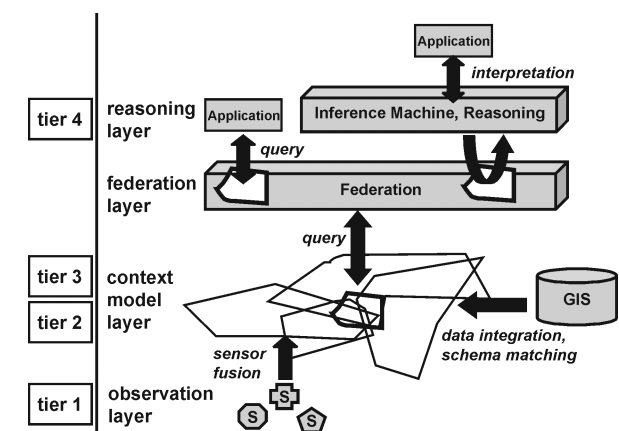 Application
interpretation
tier 4
reasoning
layer
Application
Inference Machine, Reasoning
query
federation
layer
Federation
query
tier 3
tier 2
context
model
layer
GIS
data integration,
schema matching
sensor
fusion
tier 1
observation
layer
S
S
S